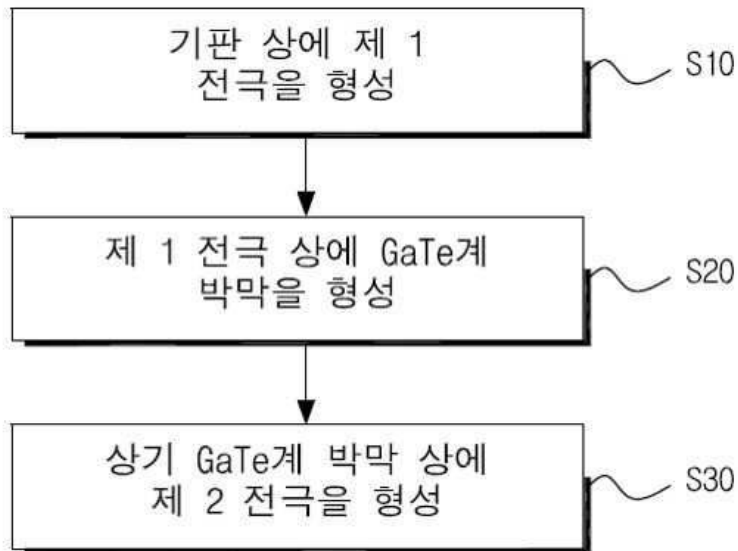 기판 상에 제 1
전극을 형성
S10
제 1 전극 상에 GaTe계
박막을 형성
S20
상기 GaTe계 박막 상에
제 2 전극을 형성
S30